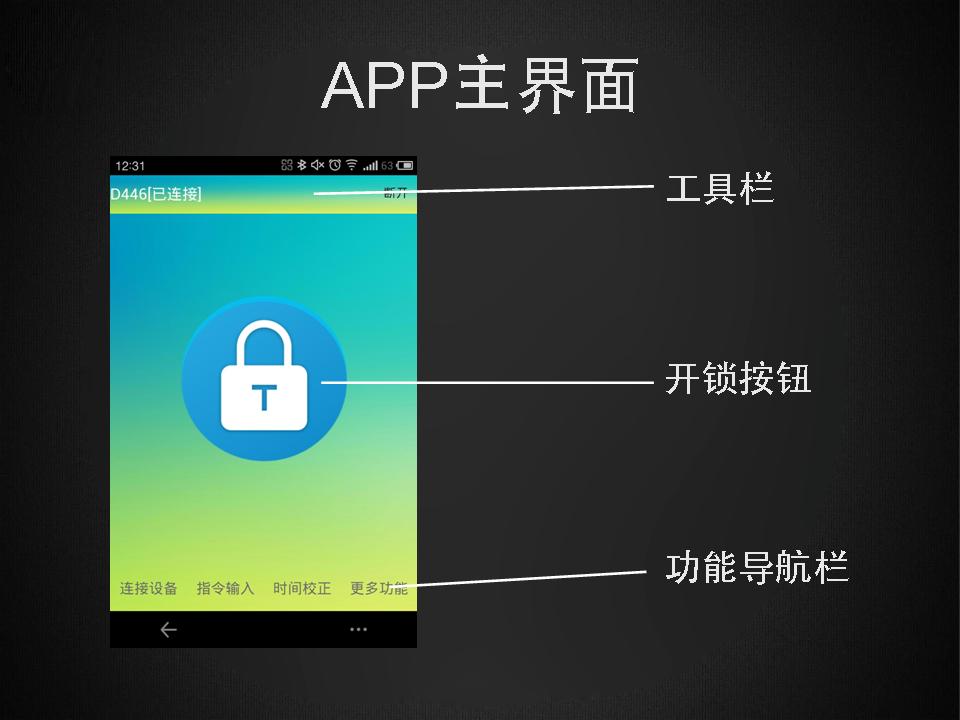 APP主界面
12:31 63
D446[已连接] 断开
工具栏
T
开锁按钮
连接设备 指令输入 时间校正 更多功能
功能导航栏